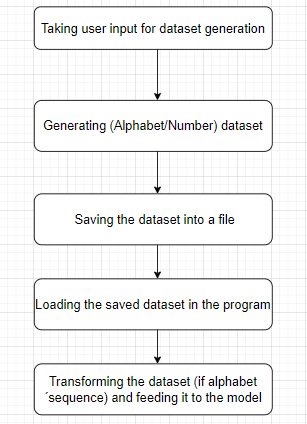 Taking user input for dataset generation
Generating (Alphabet/Number) dataset
Saving the dataset into a file
Loading the saved dataset in the program
Transforming the dataset (if alphabet
´sequence) and feeding it to the model